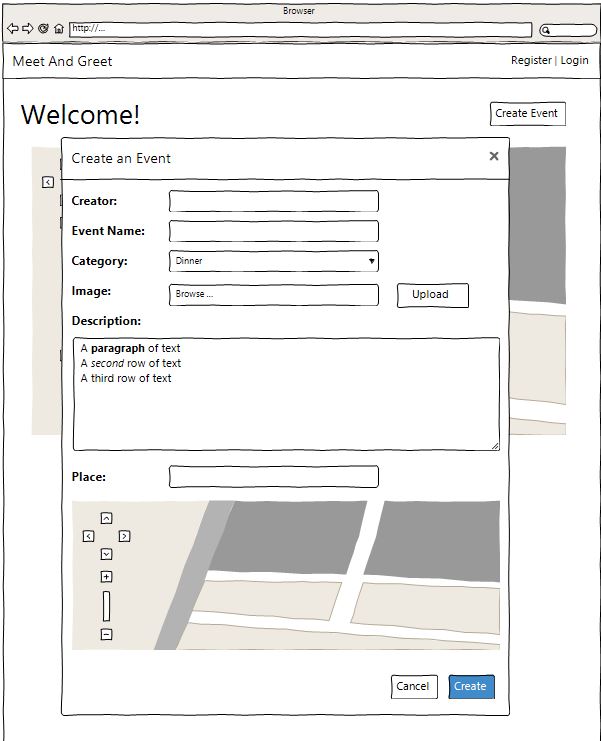 Browser
http://...
Meet And Greet
Register | Login
Welcome!
Create Event
Create an Event
Creator:
Event Name:
Category:
Dinner
Image:
Browse ...
Upload
Description:
A paragraph of text
A second row of text
A third row of text
Place:
Cancel
Create